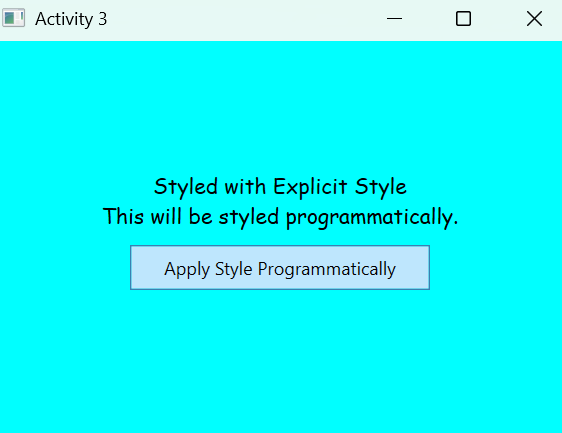 Activity 3
Styled with Explicit Style
This will be styled programmatically.
Apply Style Programmatically